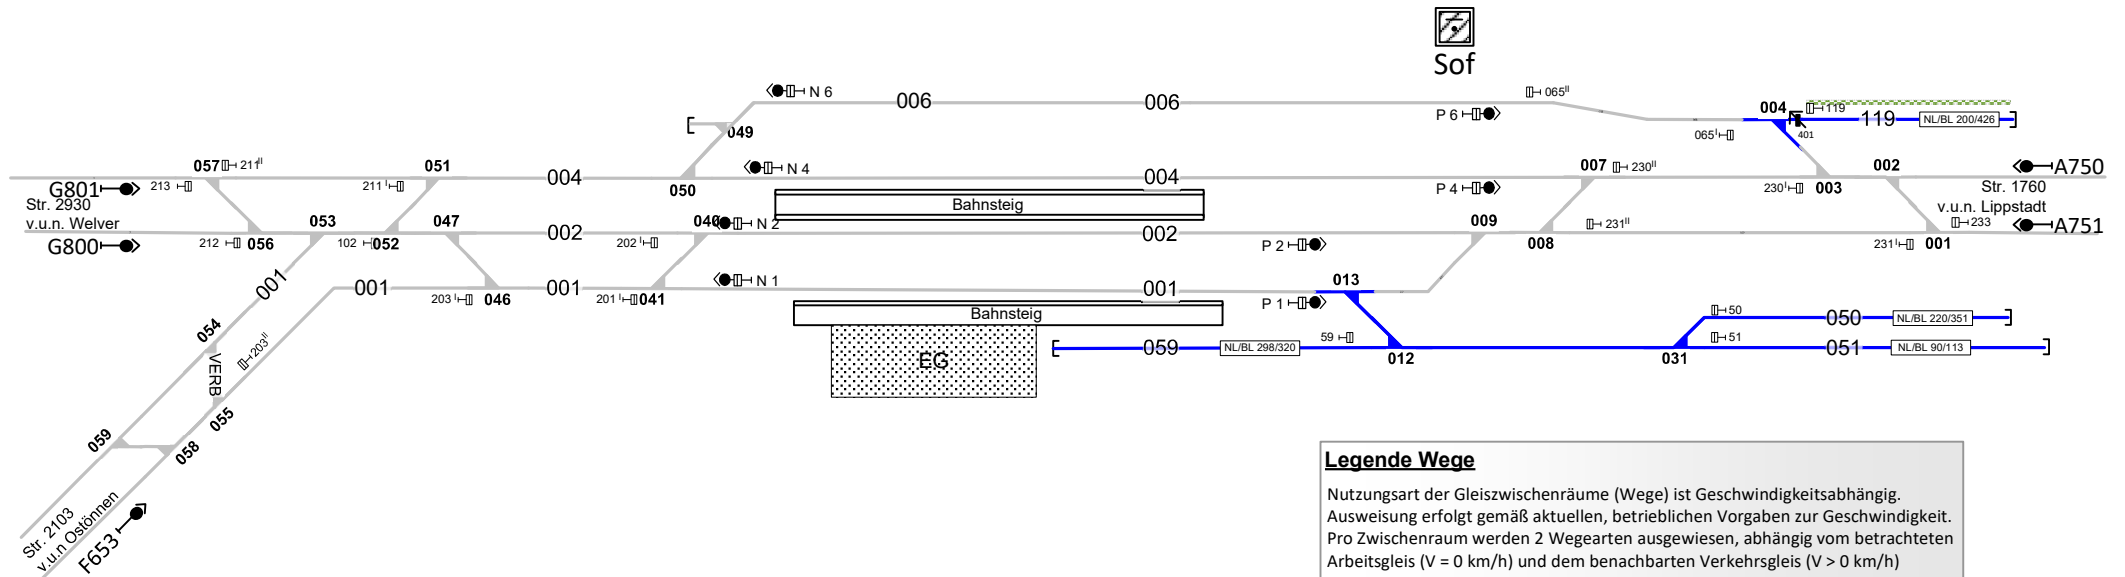 Sof
N 6
006
006
P 6
065II
004
119
119
NL/BL 200/426
065I
401
049
057
211II
051
N 4
007
230II
002
A750
G801
213
211I
004
050
004
P 4
230I
003
Str. 1760
Str. 2930
v.u.n. Welver
Bahnsteig
v.u.n. Lippstadt
053
047
040
N 2
009
231II
233
A751
G800
212
056
102
052
002
202I
002
P 2
008
231I
001
001
001
203I
046
001
201I
041
N 1
001
013
P 1
Bahnsteig
50
050
NL/BL 220/351
054
203II
VERB
EG
059
NL/BL 298/320
59
012
031
51
051
NL/BL 90/113
055
059
058
Str. 2103
v.u.n Ostönnen
F653
Legende Wege
Nutzungsart der Gleiszwischenräume (Wege) ist Geschwindigkeitsabhängig.
Ausweisung erfolgt gemäß aktuellen, betrieblichen Vorgaben zur Geschwindigkeit.
Pro Zwischenraum werden 2 Wegearten ausgewiesen, abhängig vom betrachteten
Arbeitsgleis (V = 0 km/h) und dem benachbarten Verkehrsgleis (V > 0 km/h)